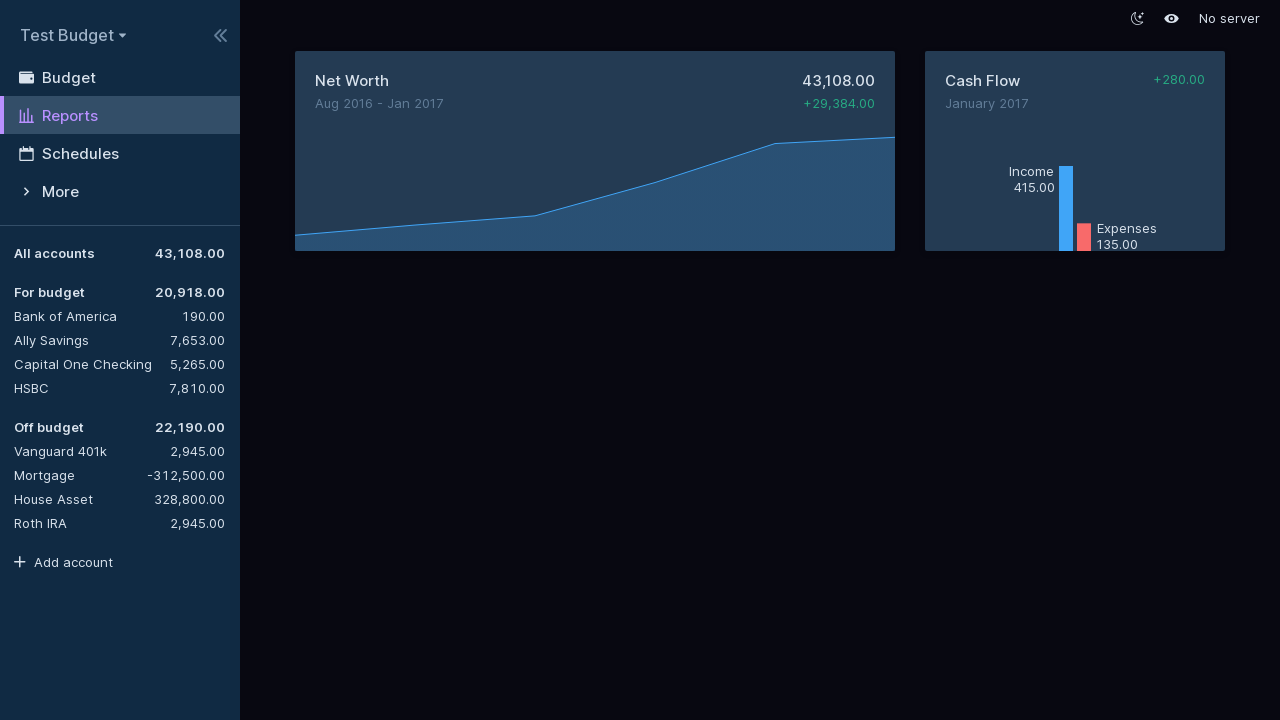 Test Budget
Budget
Reports
Schedules
More
All accounts 43,108.00
For budget 20,918.00
Bank of America 190.00
Ally Savings 7,653.00
Capital One Checking 5,265.00
HSBC 7,810.00
Off budget 22,190.00
Vanguard 401k 2,945.00
Mortgage -312,500.00
House Asset 328,800.00
Roth IRA 2,945.00
Add account
No server
Net Worth 43,108.00
Aug 2016 - Jan 2017 +29,384.00
Cash Flow +280.00
January 2017
Income
415.00
Expenses
135.00